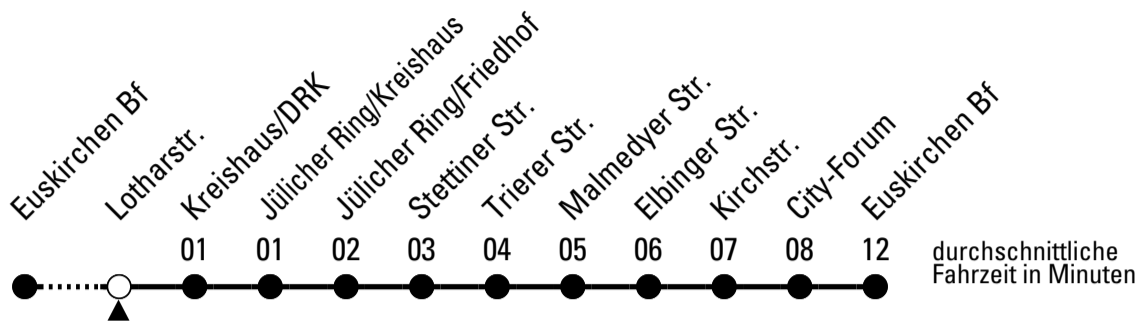 Euskirchen Bf
Lotharstr.
Kreishaus/DRK
Jülicher Ring/Kreishaus
Jülicher Ring/Friedhof
Stettiner Str.
Trierer Str.
Malmedyer Str.
Elbinger Str.
Kirchstr.
City-Forum
Euskirchen Bf
01 01 02 03 04 05 06 07 08 12
durchschnittliche
Fahrzeit in Minuten